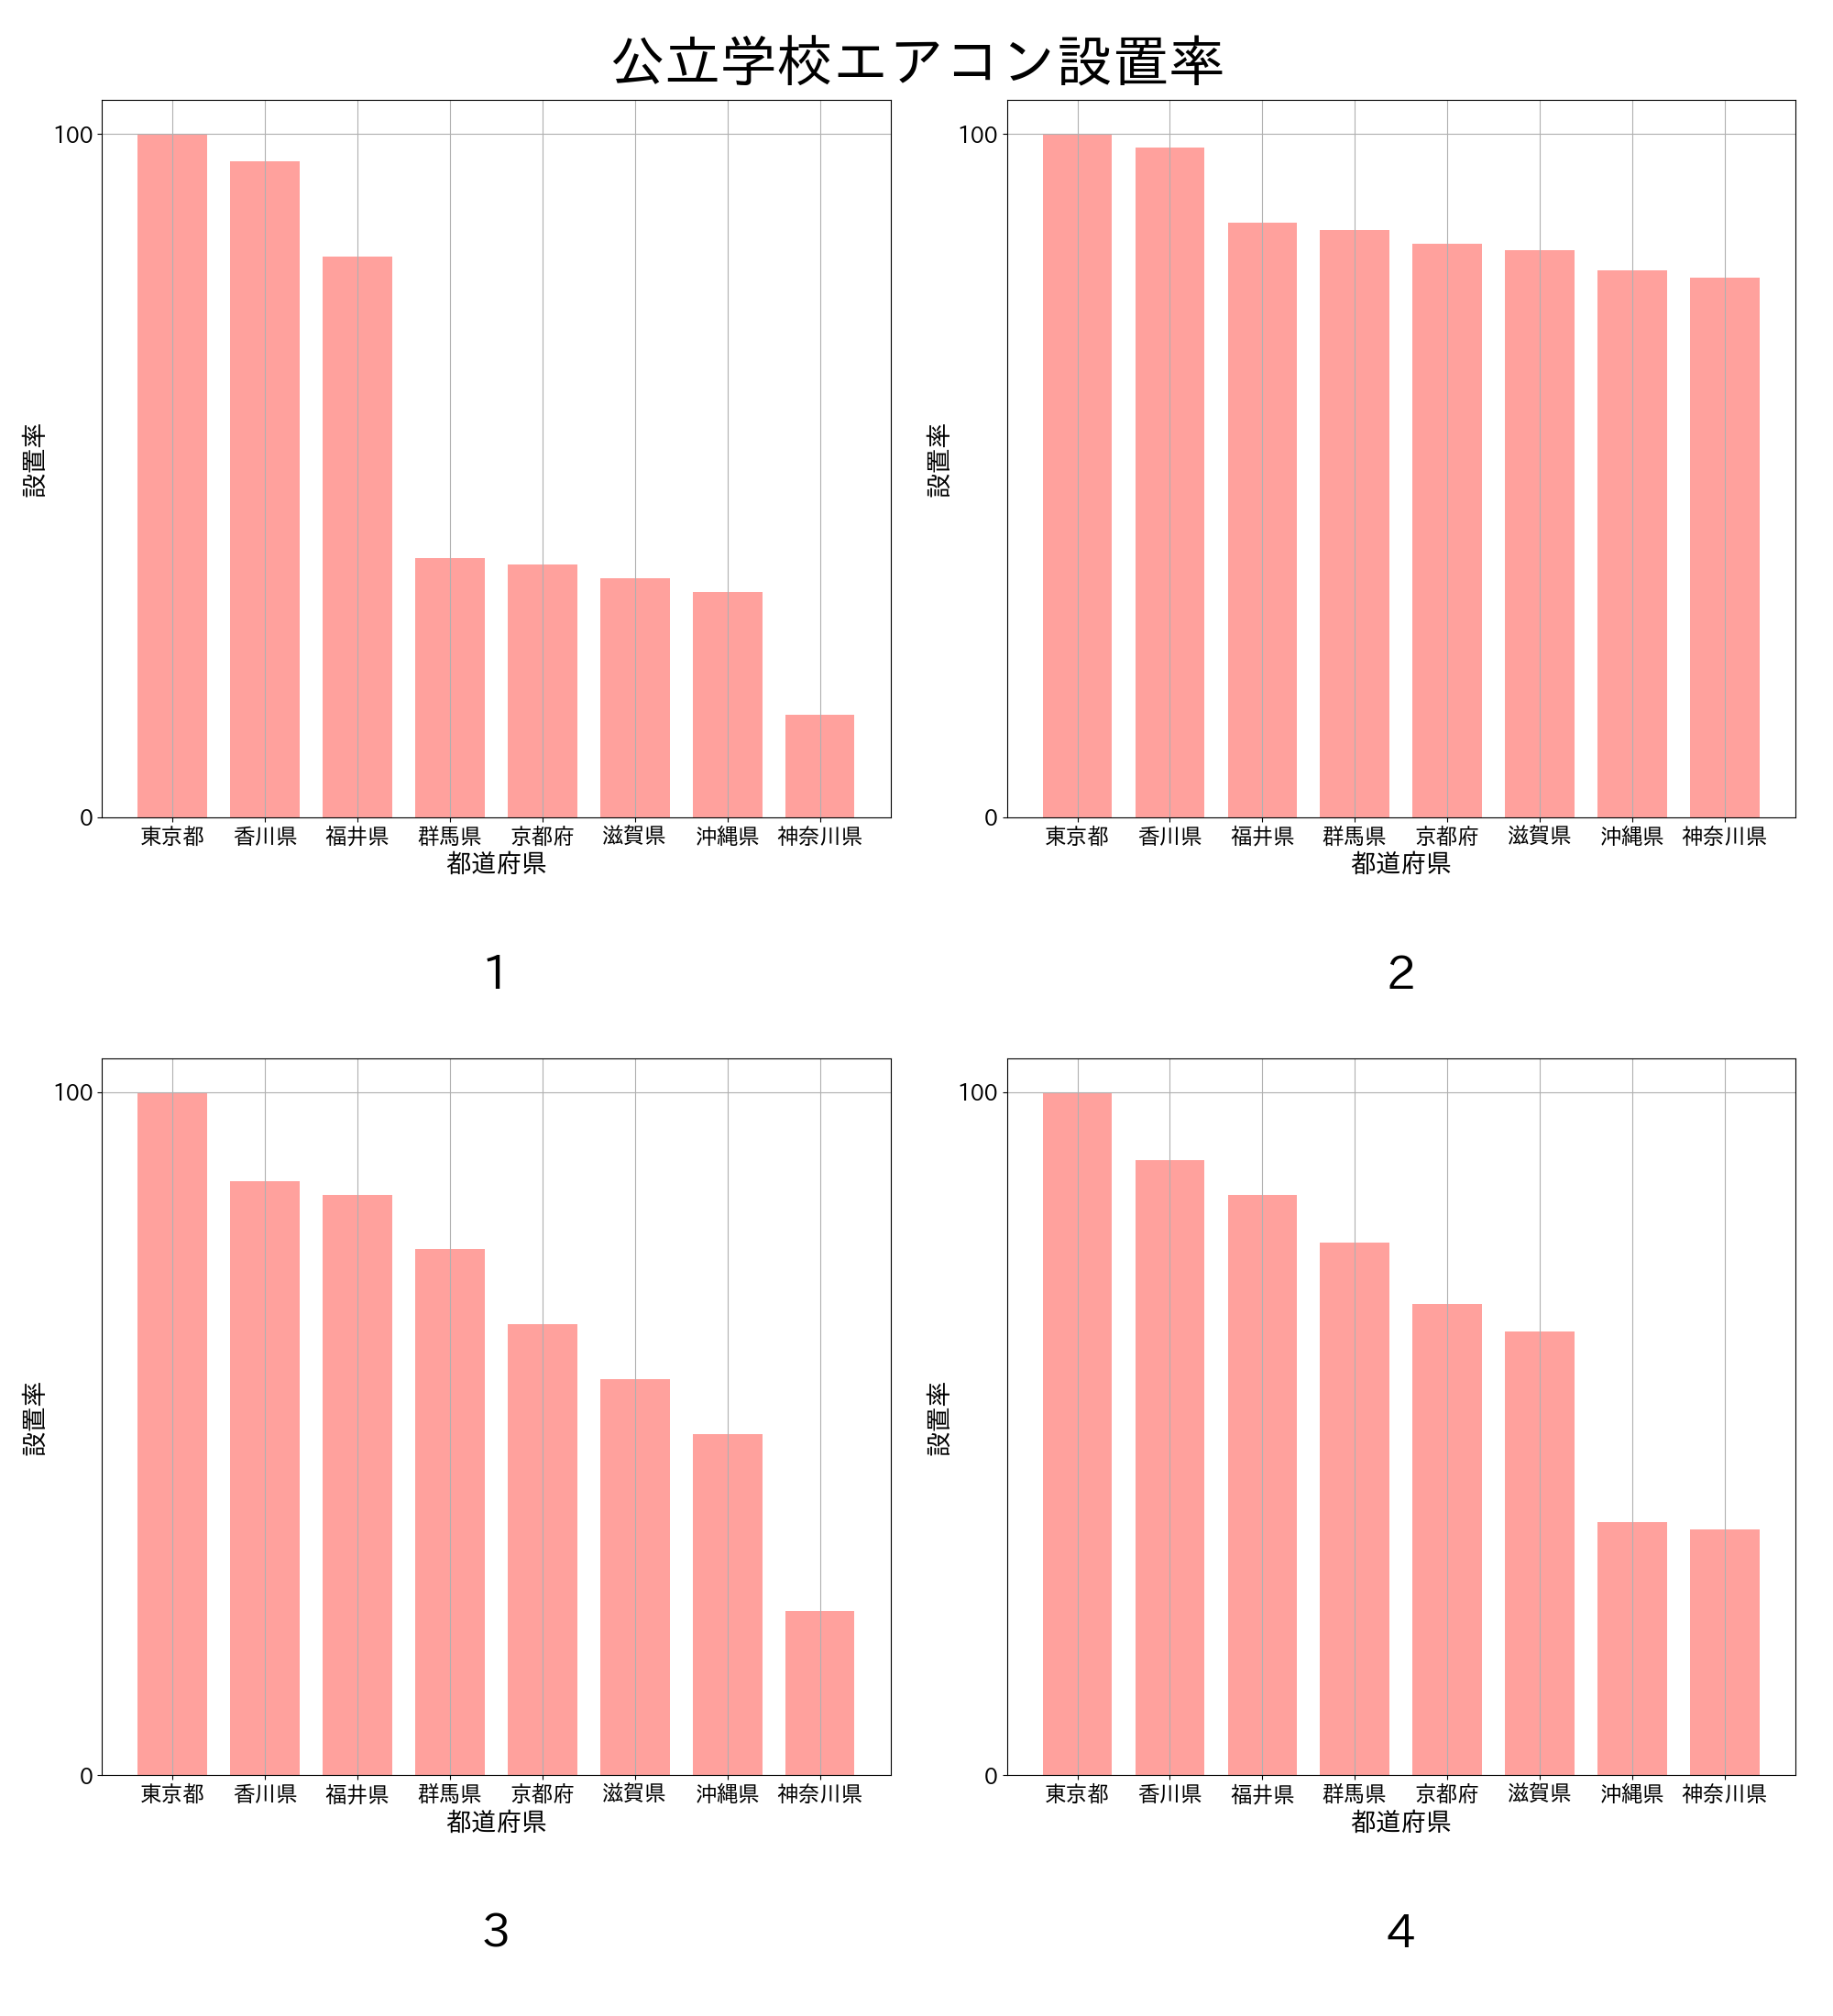 公立学校エアコン設置率
100
0
設置率
東京都 香川県 福井県 群馬県 京都府 滋賀県 沖縄県 神奈川県
都道府県
1
100
0
設置率
東京都 香川県 福井県 群馬県 京都府 滋賀県 沖縄県 神奈川県
都道府県
2
100
0
設置率
東京都 香川県 福井県 群馬県 京都府 滋賀県 沖縄県 神奈川県
都道府県
3
100
0
設置率
東京都 香川県 福井県 群馬県 京都府 滋賀県 沖縄県 神奈川県
都道府県
4